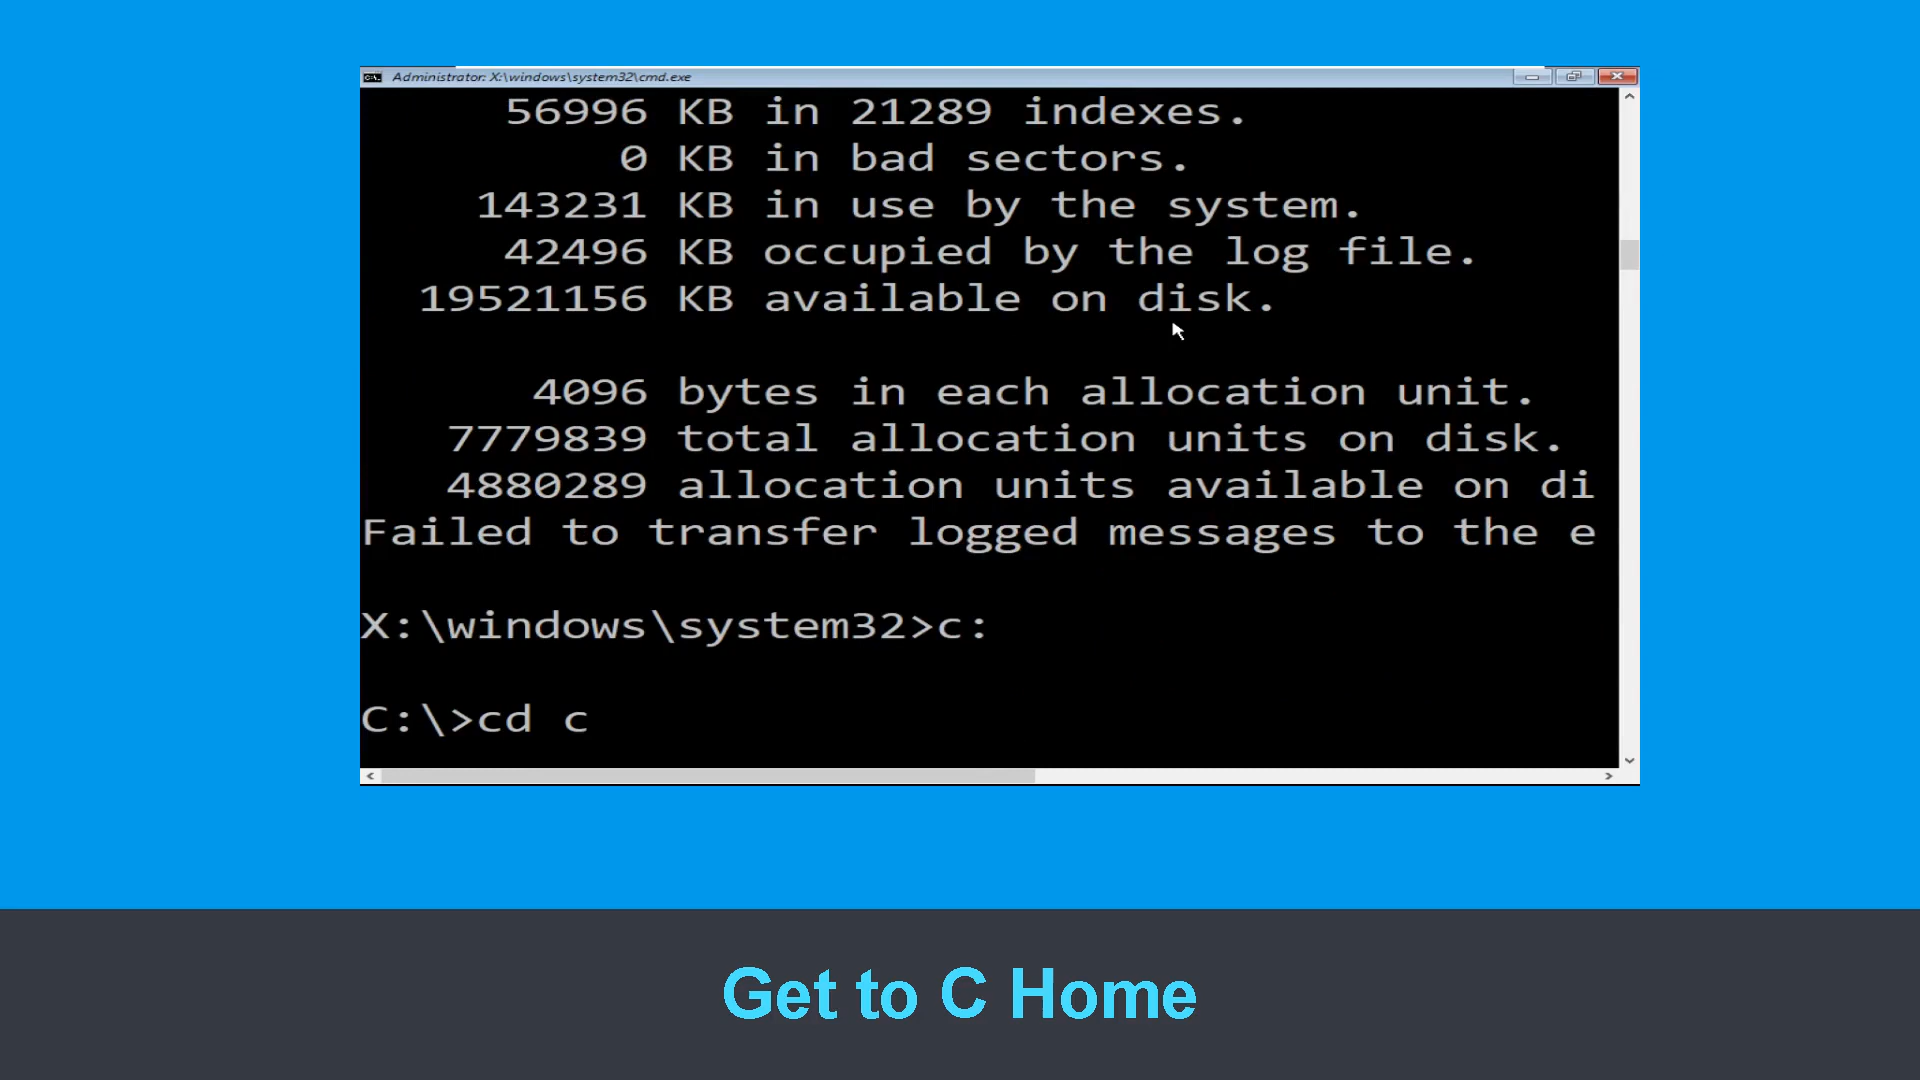 Administrator: X:\windows\system32\cmd.exe
56996 KB in 21289 indexes.
0 KB in bad sectors.
143231 KB in use by the system.
42496 KB occupied by the log file.
19521156 KB available on disk.
4096 bytes in each allocation unit.
7779839 total allocation units on disk.
4880289 allocation units available on di
Failed to transfer logged messages to the e
X:\windows\system32>c:
C:\>cd c
Get to C Home